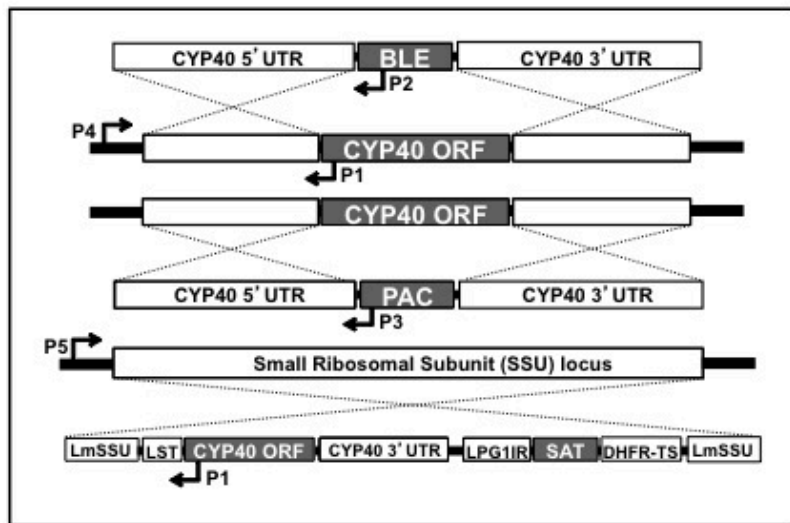 CYP40 5' UTR BLE CYP40 3' UTR
P2
P4
CYP40 ORF
P1
CYP40 ORF
CYP40 5' UTR PAC CYP40 3' UTR
P3
P5
Small Ribosomal Subunit (SSU) locus
LmSSU LST CYP40 ORF CYP40 3' UTR LPG1IR SAT DHFR-TS LmSSU
P1